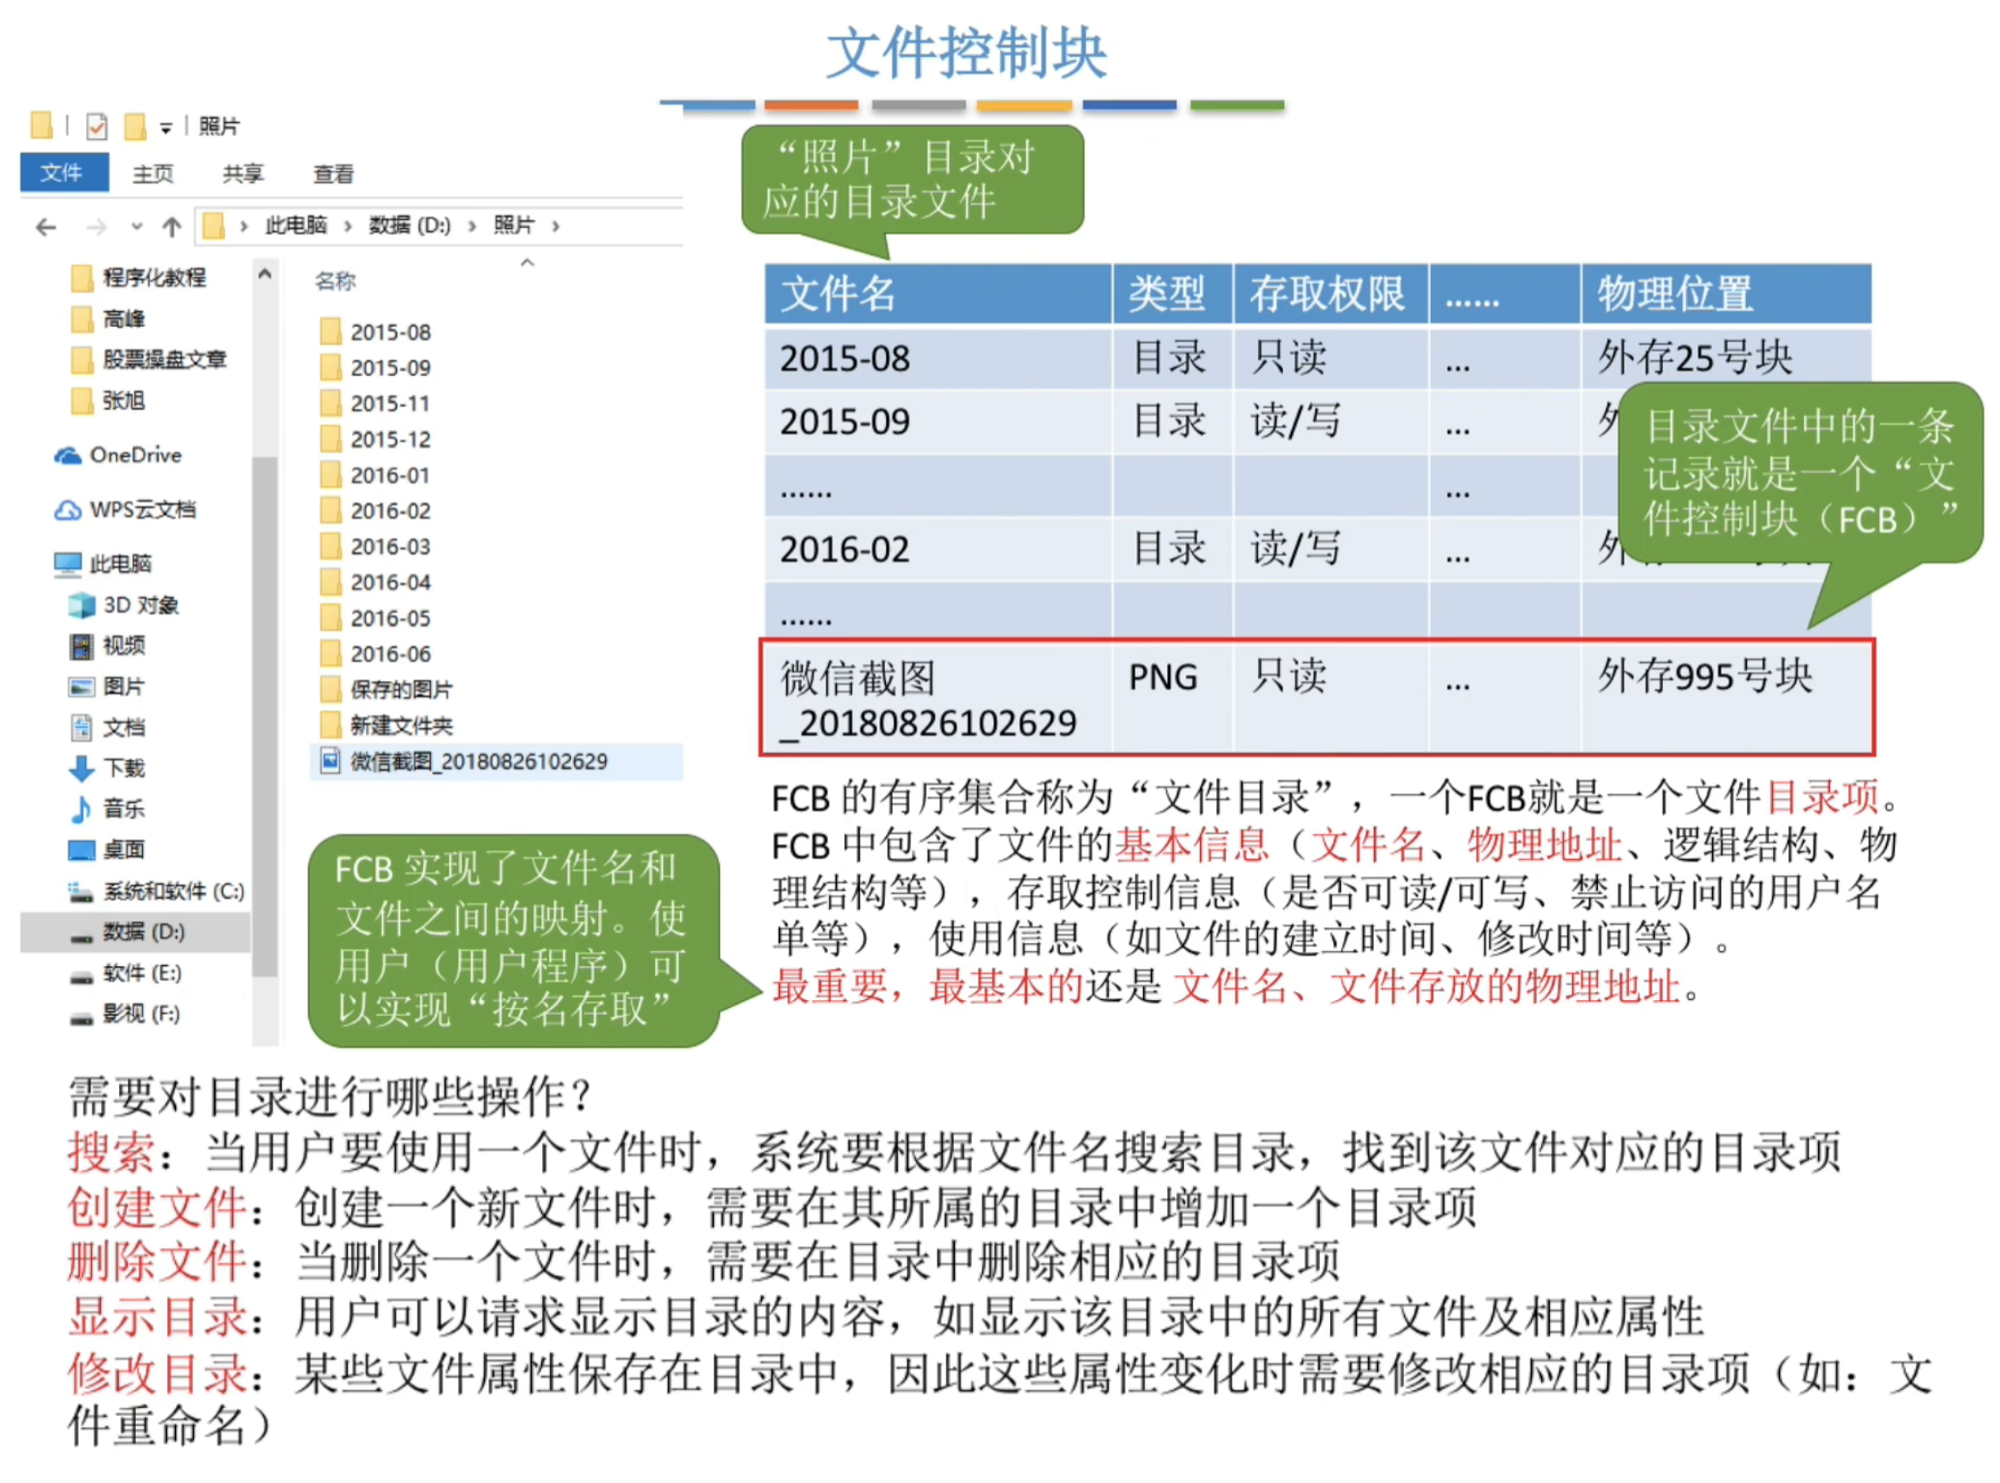 文件控制块
照片
文件 主页 共享 查看
此电脑 › 数据 (D:) › 照片 ›
程序化教程
高峰
股票操盘文章
张旭
OneDrive
WPS云文档
此电脑
3D 对象
视频
图片
文档
下载
音乐
桌面
系统和软件 (C:)
数据 (D:)
软件 (E:)
影视 (F:)
名称
2015-08
2015-09
2015-11
2015-12
2016-01
2016-02
2016-03
2016-04
2016-05
2016-06
保存的图片
新建文件夹
微信截图_20180826102629
“照片”目录对
应的目录文件
文件名 类型 存取权限 …… 物理位置
2015-08 目录 只读 … 外存25号块
2015-09 目录 读/写 … 外
…… …
2016-02 目录 读/写 … 外
……
微信截图 PNG 只读 … 外存995号块
_20180826102629
目录文件中的一条
记录就是一个“文
件控制块（FCB）”
FCB 的有序集合称为“文件目录”，一个FCB就是一个文件目录项。
FCB 中包含了文件的基本信息（文件名、物理地址、逻辑结构、物
理结构等），存取控制信息（是否可读/可写、禁止访问的用户名
单等），使用信息（如文件的建立时间、修改时间等）。
最重要，最基本的还是 文件名、文件存放的物理地址。
FCB 实现了文件名和
文件之间的映射。使
用户（用户程序）可
以实现“按名存取”
需要对目录进行哪些操作？
搜索：当用户要使用一个文件时，系统要根据文件名搜索目录，找到该文件对应的目录项
创建文件：创建一个新文件时，需要在其所属的目录中增加一个目录项
删除文件：当删除一个文件时，需要在目录中删除相应的目录项
显示目录：用户可以请求显示目录的内容，如显示该目录中的所有文件及相应属性
修改目录：某些文件属性保存在目录中，因此这些属性变化时需要修改相应的目录项（如：文
件重命名）